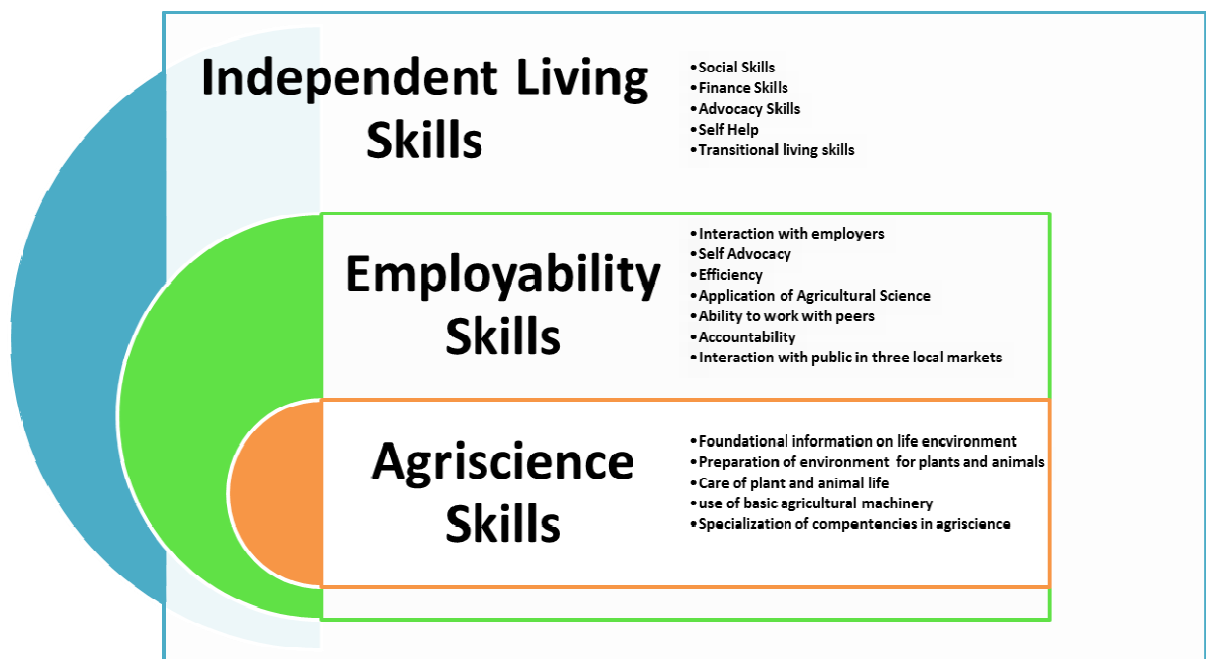 Independent Living
Skills
•Social Skills
•Finance Skills
•Advocacy Skills
•Self Help
•Transitional living skills
Employability
Skills
•Interaction with employers
•Self Advocacy
•Efficiency
•Application of Agricultural Science
•Ability to work with peers
•Accountability
•Interaction with public in three local markets
Agriscience
Skills
•Foundational information on life encvironment
•Preparation of environment for plants and animals
•Care of plant and animal life
•use of basic agricultural machinery
•Specialization of compentencies in agriscience